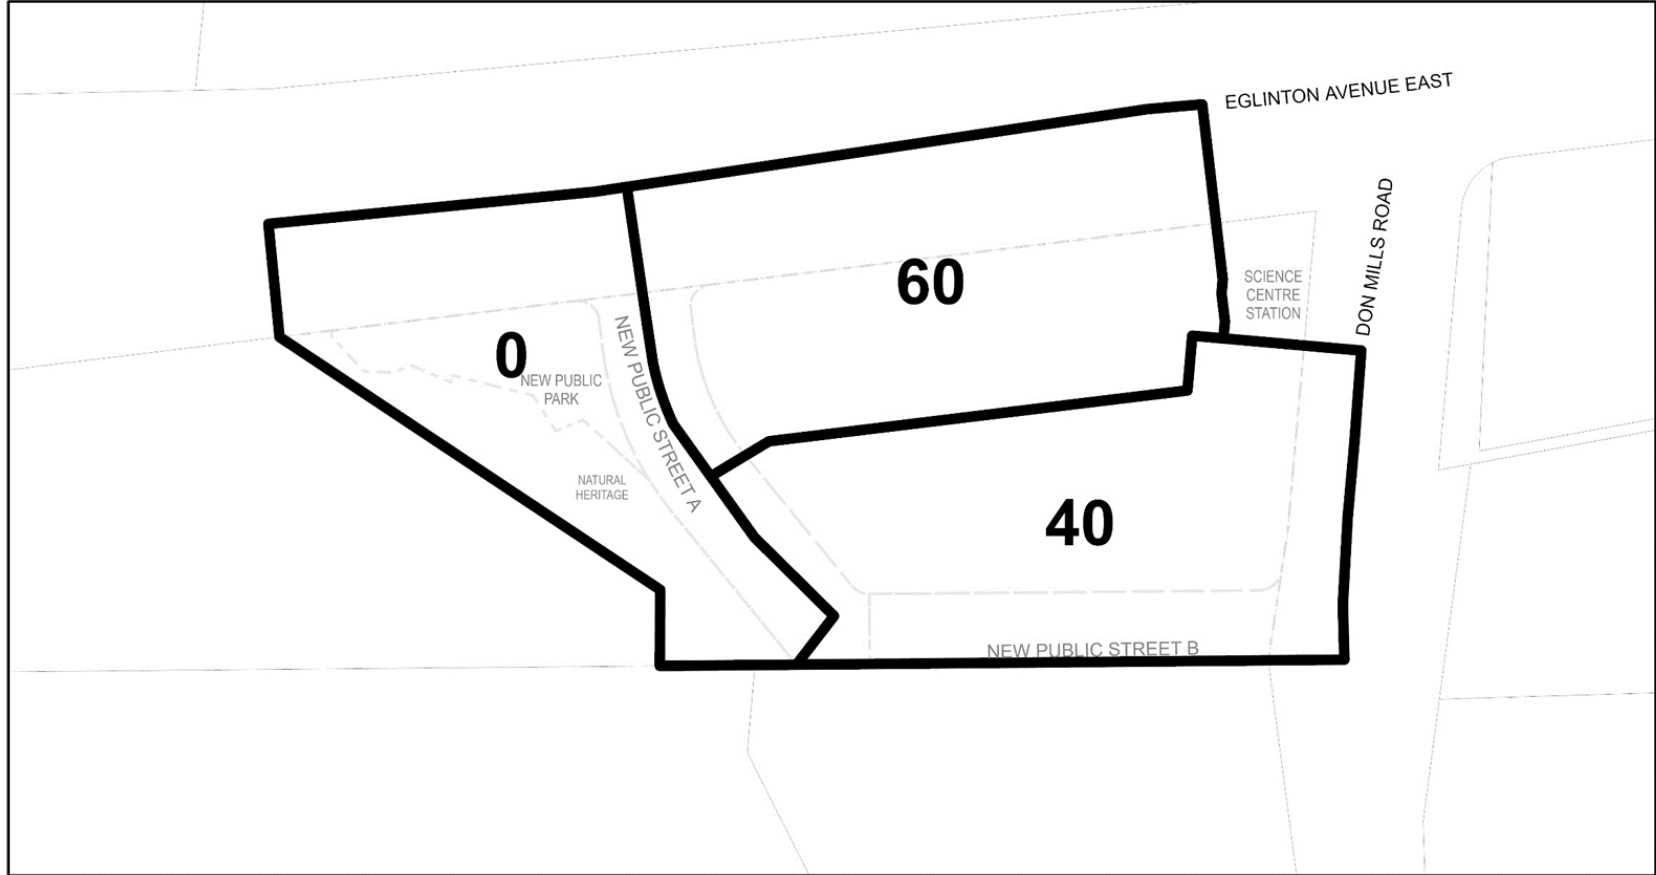 EGLINTON AVENUE EAST
DON MILLS ROAD
60
SCIENCE
CENTRE
STATION
0
NEW PUBLIC
PARK
NEW PUBLIC STREET A
NATURAL
HERITAGE
40
NEW PUBLIC STREET B